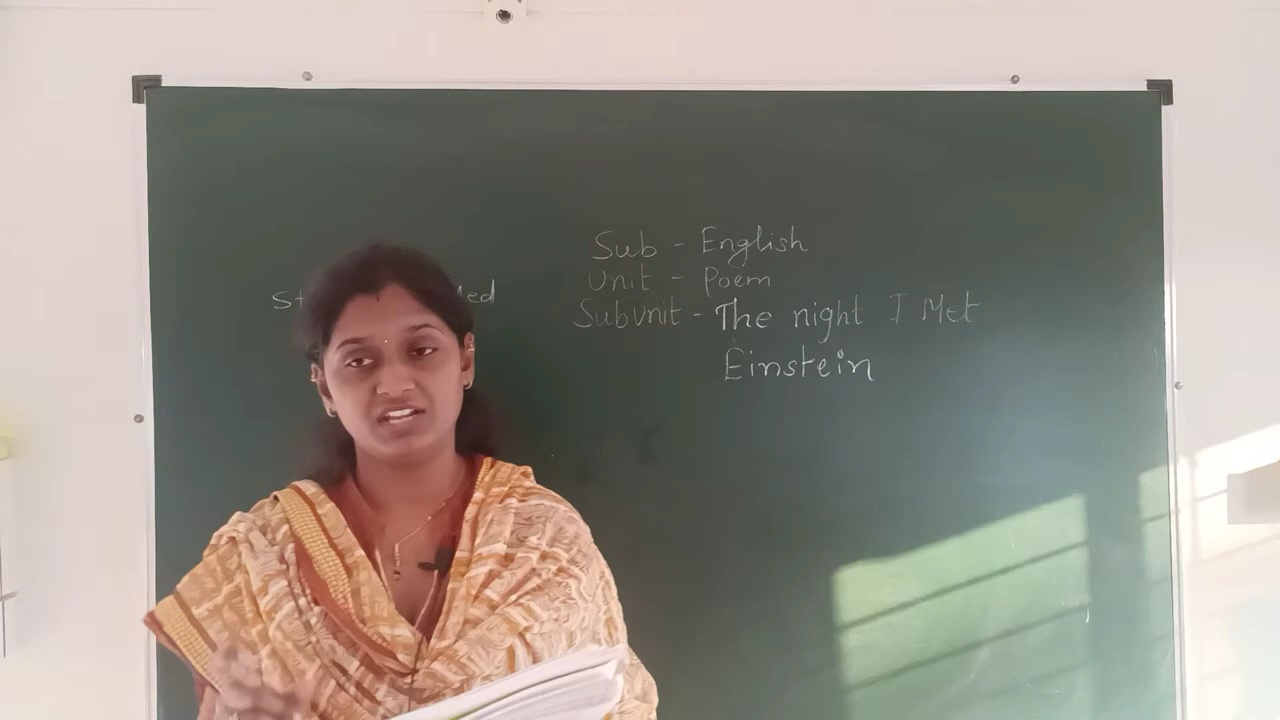 Sub - English
Unit - Poem
Subunit - The night I Met
Einstein